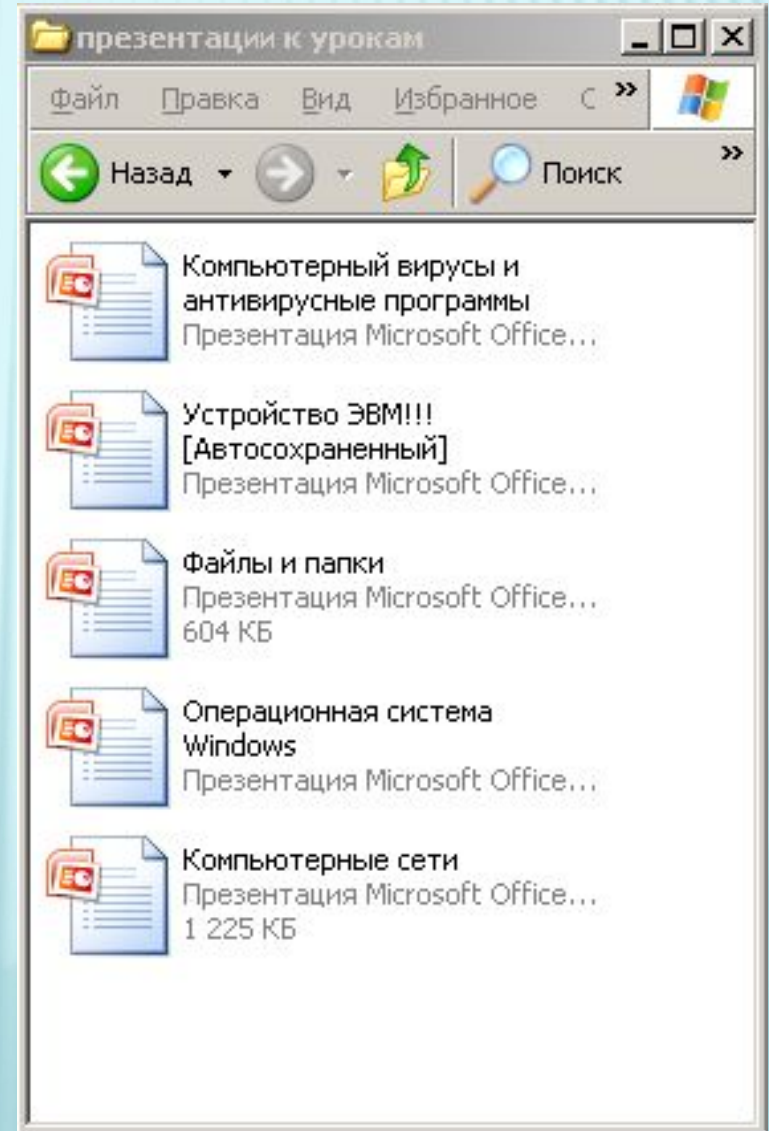 презентации к урокам
Файл Правка Вид Избранное С »
Назад Поиск »
Компьютерный вирусы и
антивирусные программы
Презентация Microsoft Office...
Устройство ЭВМ!!!
[Автосохраненный]
Презентация Microsoft Office...
Файлы и папки
Презентация Microsoft Office...
604 КБ
Операционная система
Windows
Презентация Microsoft Office...
Компьютерные сети
Презентация Microsoft Office...
1 225 КБ